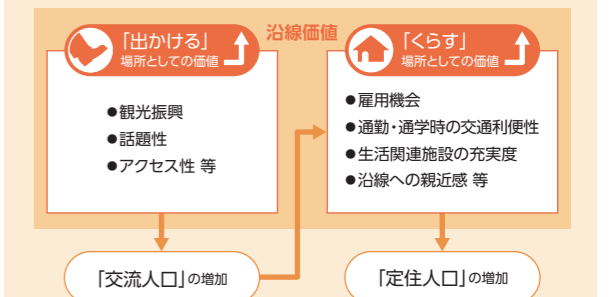 沿線価値
「出かける」
場所としての価値
●観光振興
●話題性
●アクセス性 等
「交流人口」の増加
「くらす」
場所としての価値
●雇用機会
●通勤・通学時の交通利便性
●生活関連施設の充実度
●沿線への親近感 等
「定住人口」の増加